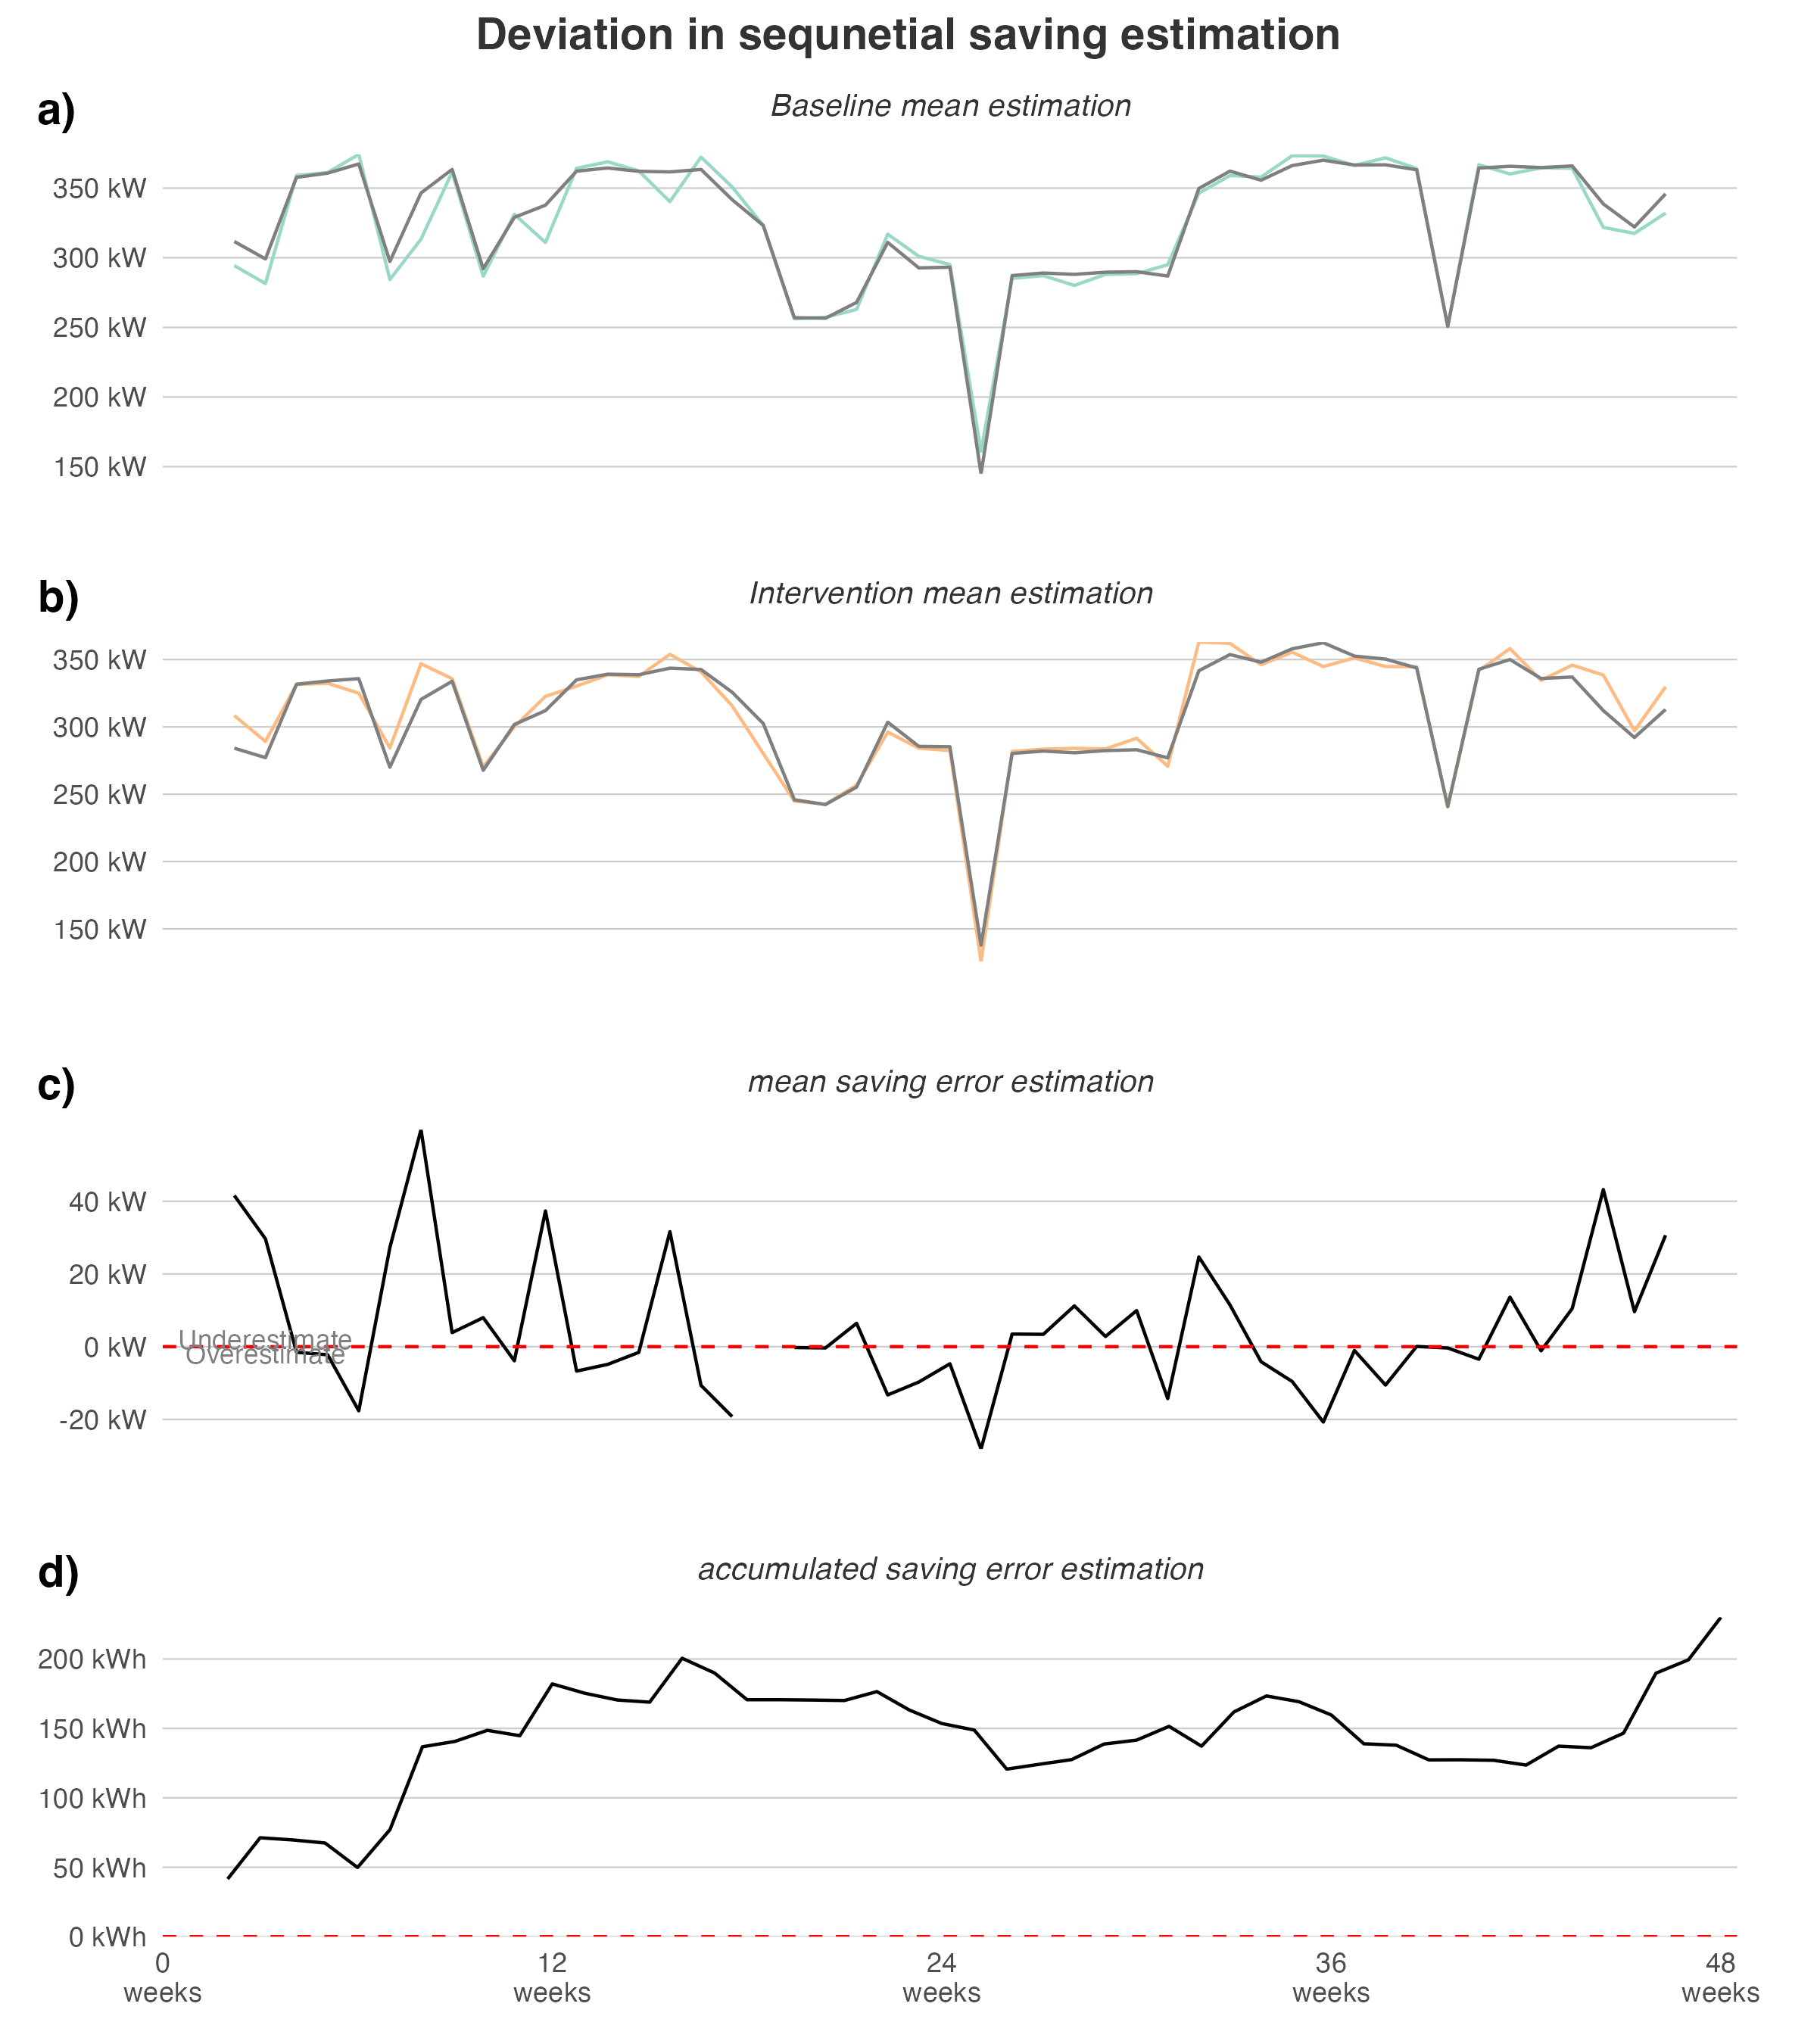 Deviation in sequnetial saving estimation
a)
Baseline mean estimation
350 kW
300 kW
250 kW
200 kW
150 kW
b)
Intervention mean estimation
350 kW
300 kW
250 kW
200 kW
150 kW
c)
mean saving error estimation
40 kW
20 kW
Underestimate
0 kW
Overestimate
-20 kW
d)
accumulated saving error estimation
200 kWh
150 kWh
100 kWh
50 kWh
0 kWh
0 12 24 36 48
weeks weeks weeks weeks weeks